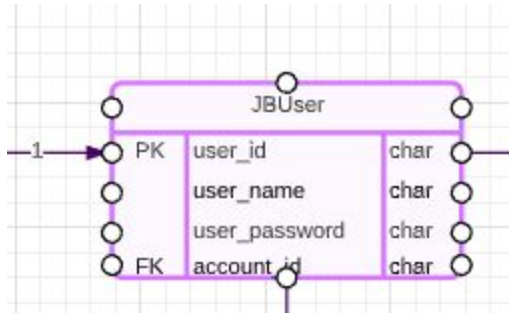 JBUser
1 PK user_id char
user_name char
user_password char
FK account_id char